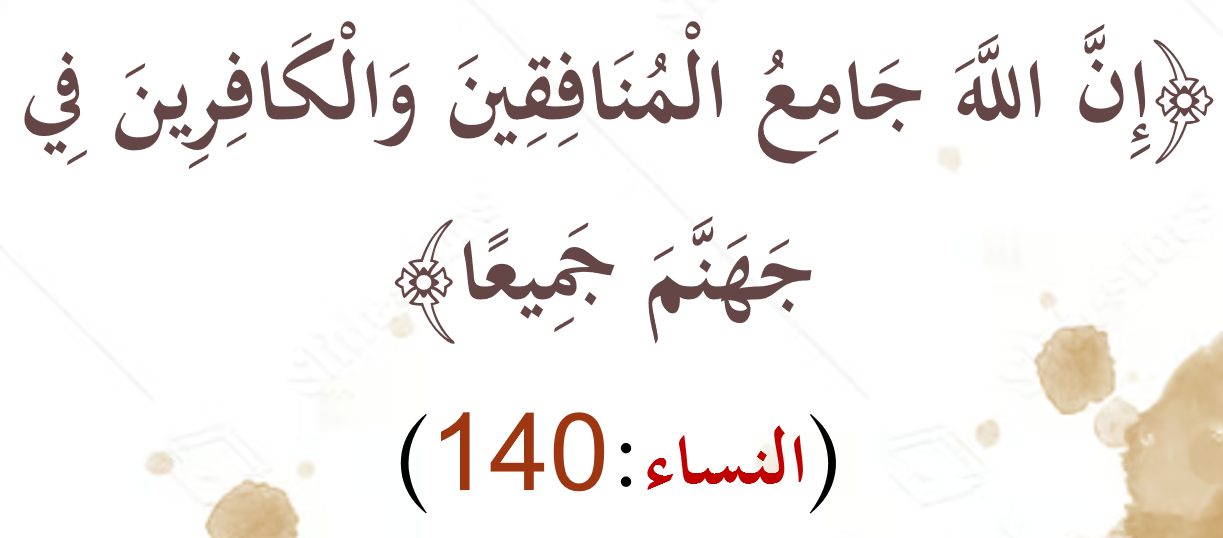 ﴿إِنَّ اللَّهَ جَامِعُ الْمُنَافِقِينَ وَالْكَافِرِينَ فِي
جَهَنَّمَ جَمِيعًا﴾
(النساء:140)